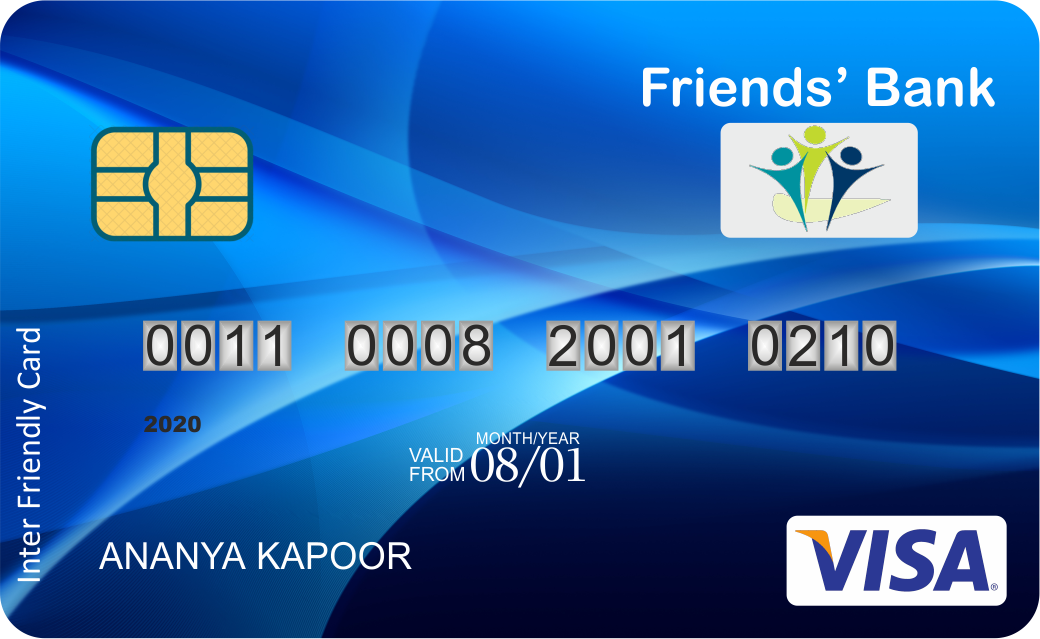 Friends’ Bank
0011 0008 2001 0210
2020
MONTH/YEAR
VALID
FROM 08/01
ANANYA KAPOOR
Inter Friendly Card
VISA®